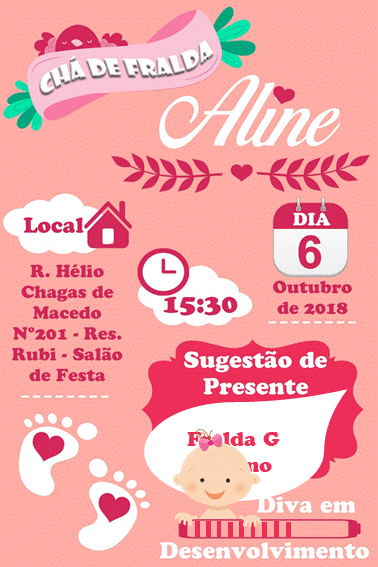 CHÁ DE FRALDA
Aline
Local
R. Hélio
Chagas de
Macedo
Nº201 - Res.
Rubi - Salão
de Festa
15:30
DIA
6
Outubro
de 2018
Sugestão de
Presente
Fralda G
Diva em
Desenvolvimento